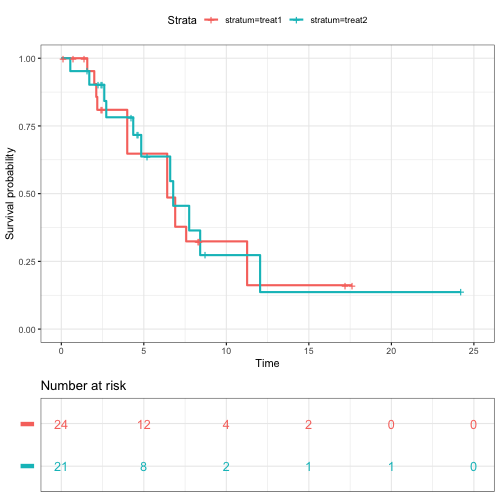 Strata stratum=treat1 stratum=treat2
1.00
0.75
0.50
0.25
0.00
Survival probability
0 5 10 15 20 25
Time
Number at risk
24 12 4 2 0 0
21 8 2 1 1 0